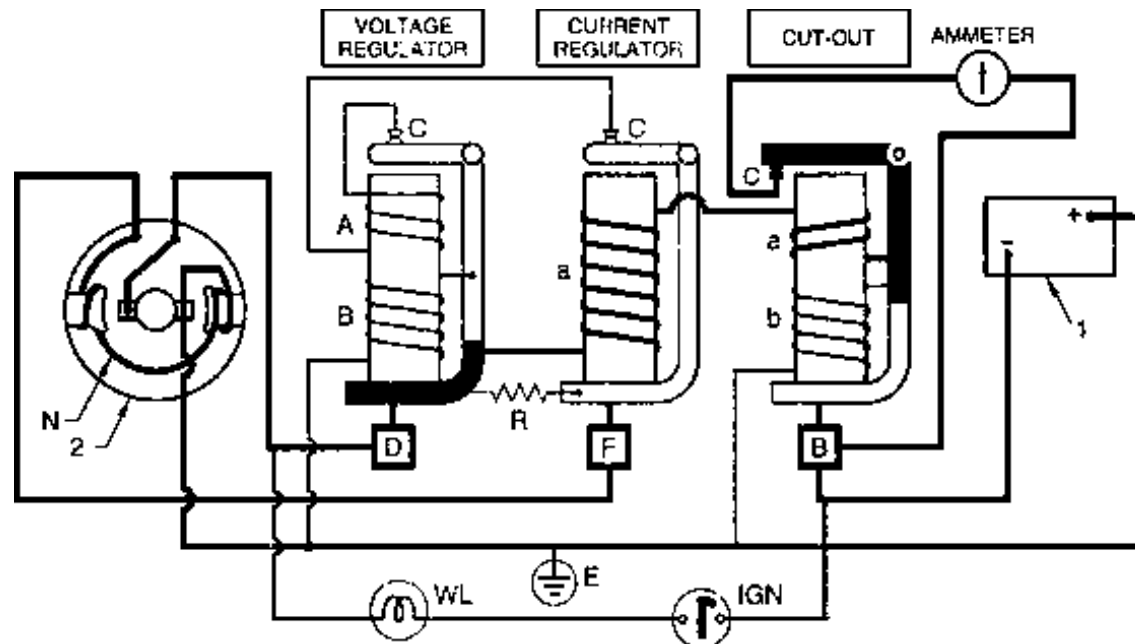 VOLTAGE
REGULATOR
CURRENT
REGULATOR
CUT-OUT
AMMETER
C
C
C
A
a
a
B
b
+
-
1
N
2
R
D
F
B
E
WL
IGN